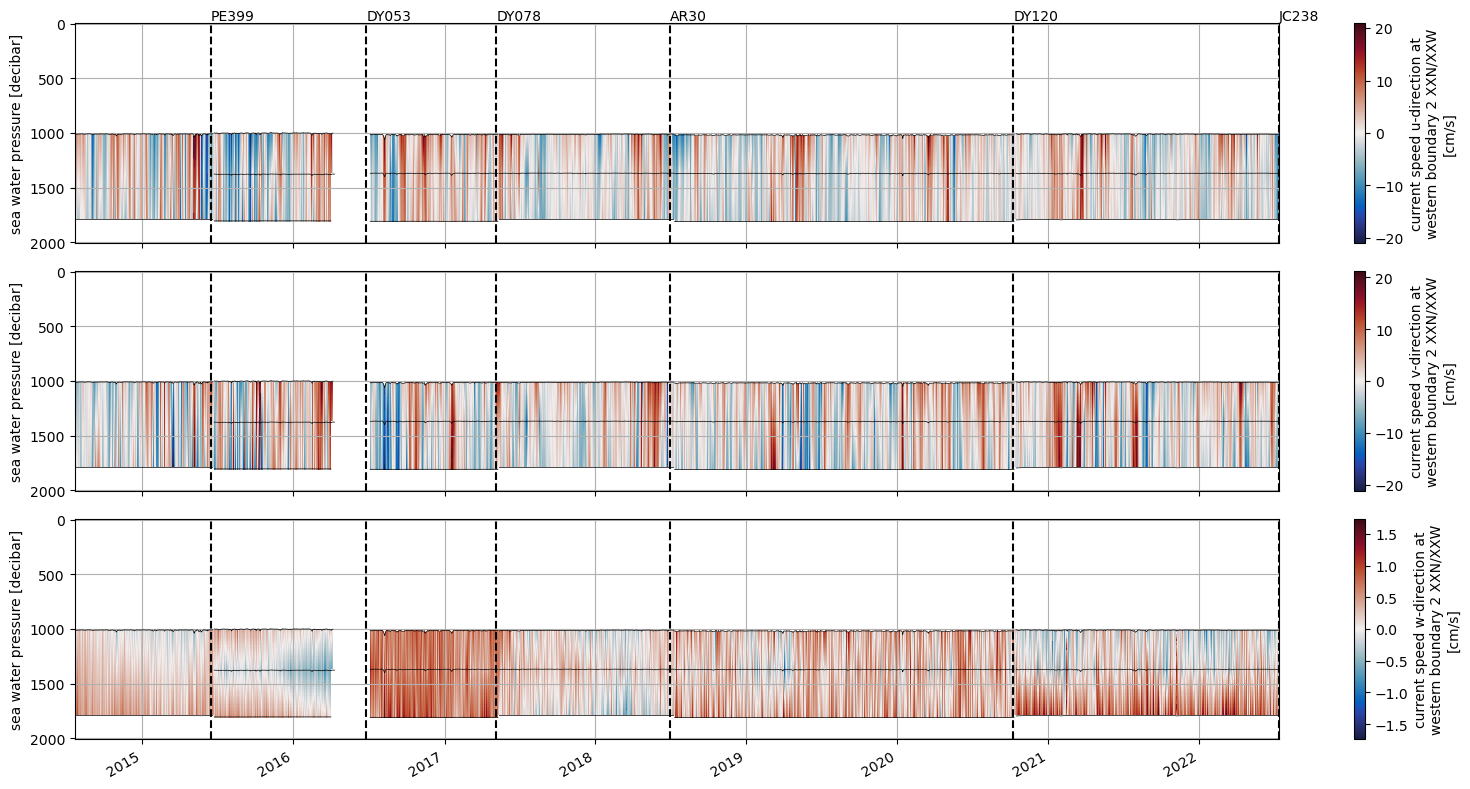 PE399 DY053 DY078 AR30 DY120 JC238
sea water pressure [decibar]
0
500
1000
1500
2000
20
10
0
−10
−20
current speed u-direction at
western boundary 2 XXN/XXW
[cm/s]
sea water pressure [decibar]
0
500
1000
1500
2000
20
10
0
−10
−20
current speed v-direction at
western boundary 2 XXN/XXW
[cm/s]
sea water pressure [decibar]
0
500
1000
1500
2000
1.5
1.0
0.5
0.0
−0.5
−1.0
−1.5
current speed w-direction at
western boundary 2 XXN/XXW
[cm/s]
2015 2016 2017 2018 2019 2020 2021 2022